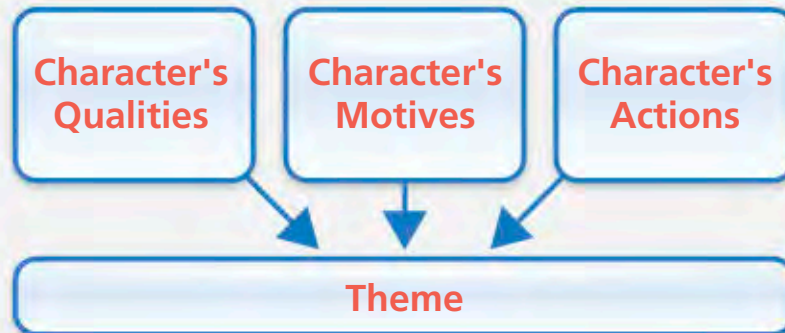 Character's
Qualities
Character's
Motives
Character's
Actions
Theme